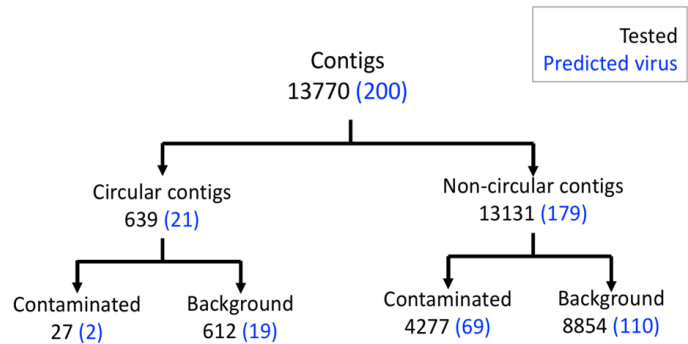 Tested
Predicted virus
Contigs
13770 (200)
Circular contigs
639 (21)
Non-circular contigs
13131 (179)
Contaminated
27 (2)
Background
612 (19)
Contaminated
4277 (69)
Background
8854 (110)